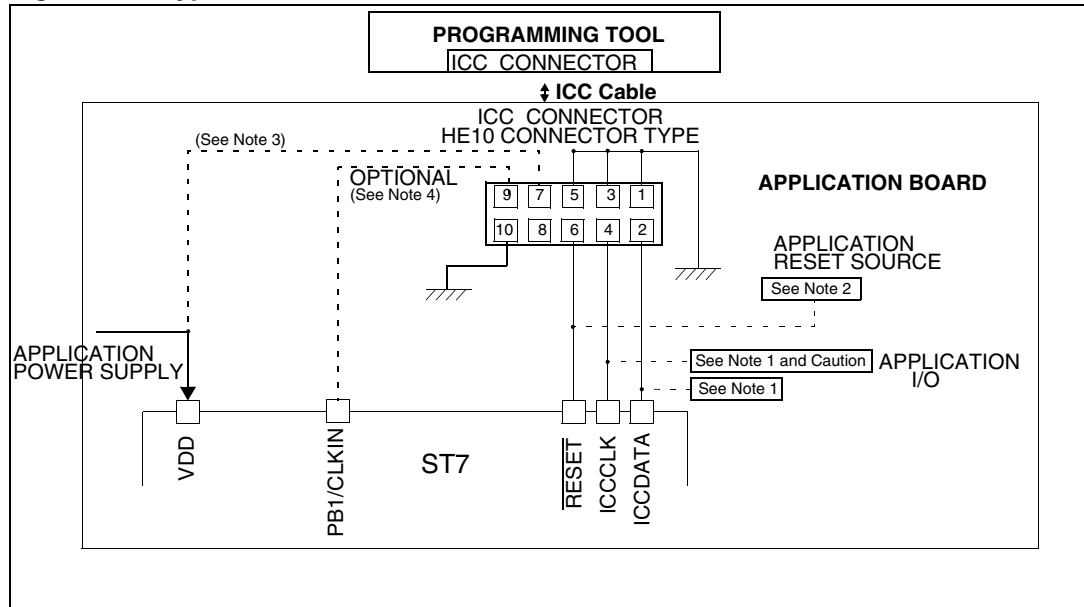 PROGRAMMING TOOL
ICC CONNECTOR
ICC Cable
ICC CONNECTOR
HE10 CONNECTOR TYPE
(See Note 3)
OPTIONAL
(See Note 4)
9 7 5 3 1
10 8 6 4 2
APPLICATION BOARD
APPLICATION
RESET SOURCE
See Note 2
See Note 1 and Caution
See Note 1
APPLICATION
I/O
APPLICATION
POWER SUPPLY
VDD
PB1/CLKIN
ST7
RESET
ICCCLK
ICCDATA